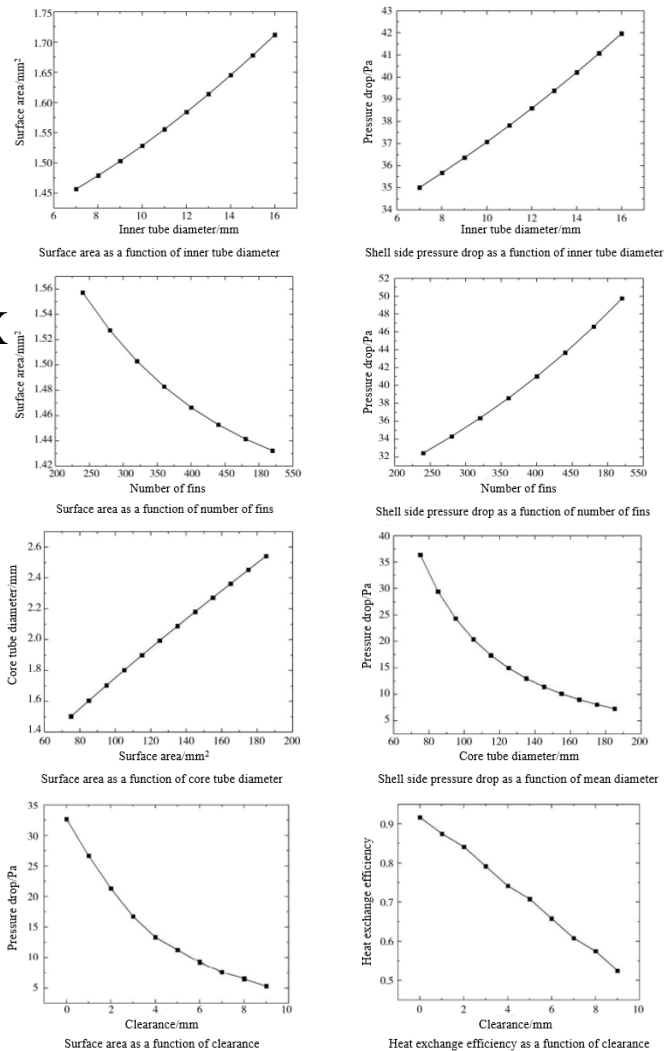 1.75
1.70
1.65
1.60
1.55
1.50
1.45
Surface area/mm²
6 8 10 12 14 16
Inner tube diameter/mm
Surface area as a function of inner tube diameter
43
42
41
40
39
38
37
36
35
34
Pressure drop/Pa
6 8 10 12 14 16
Inner tube diameter/mm
Shell side pressure drop as a function of inner tube diameter
1.56
1.54
1.52
1.50
1.48
1.46
1.44
1.42
Surface area/mm²
200 250 350 400 450 500 550
Number of fins
Surface area as a function of number of fins
52
50
48
46
44
42
40
38
36
34
32
Pressure drop/Pa
200 250 350 400 180 550
Number of fins
Shell side pressure drop as a function of number of fins
2.6
2.4
2.2
2.0
1.8
1.6
1.4
Core tube diameter/mm
60 80 100 120 140 160 180 200
Surface area/mm²
Surface area as a function of core tube diameter
40
35
30
25
20
15
10
5
Pressure drop/Pa
60 80 100 120 140 160 180 200
Core tube diameter/mm
Shell side pressure drop as a function of mean diameter
35
30
25
20
15
10
5
Pressure drop/Pa
0 2 4 6 8 10
Clearance/mm
Surface area as a function of clearance
0.9
0.8
0.7
0.6
0.5
Heat exchange efficiency
0 2 4 6 8 10
Clearance/mm
Heat exchange efficiency as a function of clearance